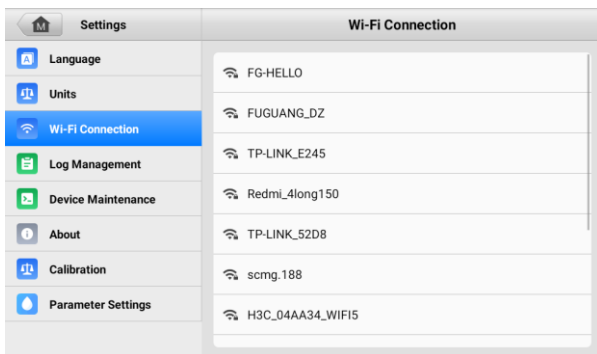 M
Settings
Wi-Fi Connection
A
Language
Units
Wi-Fi Connection
Log Management
Device Maintenance
About
Calibration
Parameter Settings
FG-HELLO
FUGUANG_DZ
TP-LINK_E245
Redmi_4long150
TP-LINK_52D8
scmg.188
H3C_04AA34_WIFI5